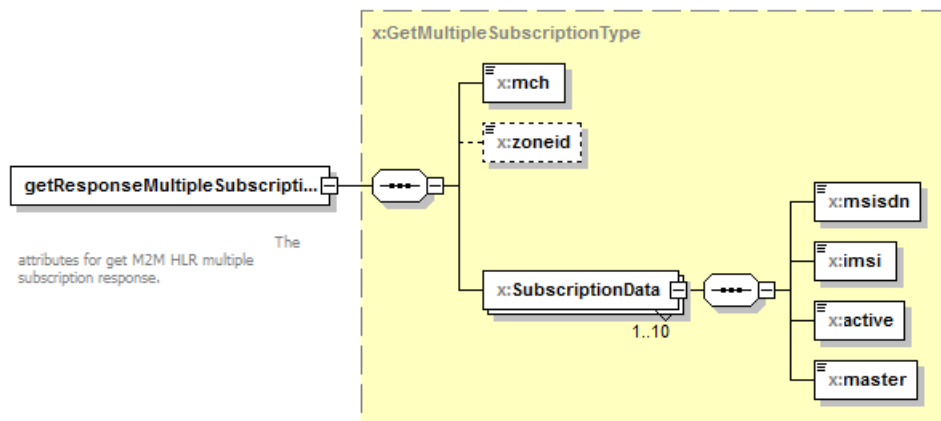 x:GetMultipleSubscriptionType
x:mch
x:zoneid
getResponseMultipleSubscripti...
The
attributes for get M2M HLR multiple
subscription response.
x:SubscriptionData
1..10
x:msisdn
x:imsi
x:active
x:master